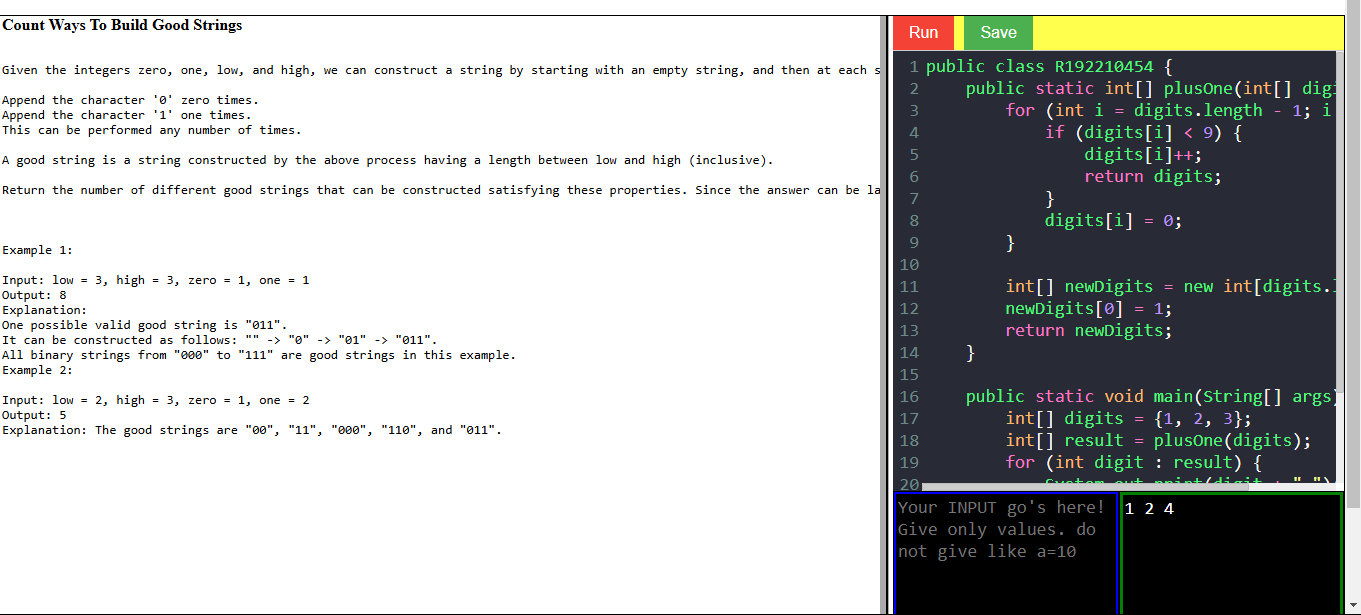 Count Ways To Build Good Strings
Given the integers zero, one, low, and high, we can construct a string by starting with an empty string, and then at each s
Append the character '0' zero times.
Append the character '1' one times.
This can be performed any number of times.
A good string is a string constructed by the above process having a length between low and high (inclusive).
Return the number of different good strings that can be constructed satisfying these properties. Since the answer can be la
Example 1:
Input: low = 3, high = 3, zero = 1, one = 1
Output: 8
Explanation:
One possible valid good string is "011".
It can be constructed as follows: "" -> "0" -> "01" -> "011".
All binary strings from "000" to "111" are good strings in this example.
Example 2:
Input: low = 2, high = 3, zero = 1, one = 2
Output: 5
Explanation: The good strings are "00", "11", "000", "110", and "011".
Run Save
1 public class R192210454 {
2 public static int[] plusOne(int[] digi
3 for (int i = digits.length - 1; i
4 if (digits[i] < 9) {
5 digits[i]++;
6 return digits;
7 }
8 digits[i] = 0;
9 }
10
11 int[] newDigits = new int[digits.l
12 newDigits[0] = 1;
13 return newDigits;
14 }
15
16 public static void main(String[] args)
17 int[] digits = {1, 2, 3};
18 int[] result = plusOne(digits);
19 for (int digit : result) {
20 System.out.print(digit + " ")
Your INPUT go's here!
Give only values. do
not give like a=10
1 2 4